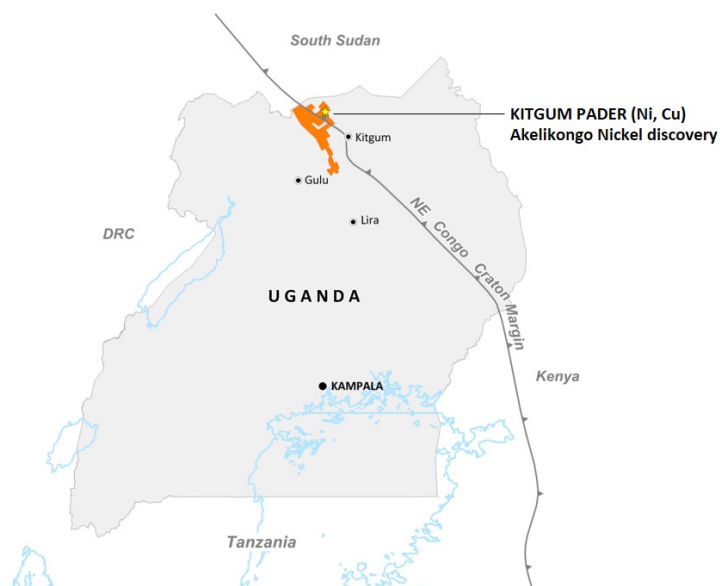 South Sudan
KITGUM PADER (Ni, Cu)
Akelikongo Nickel discovery
Kitgum
Gulu
Lira
DRC
NE Congo Craton Margin
UGANDA
Kenya
KAMPALA
Tanzania